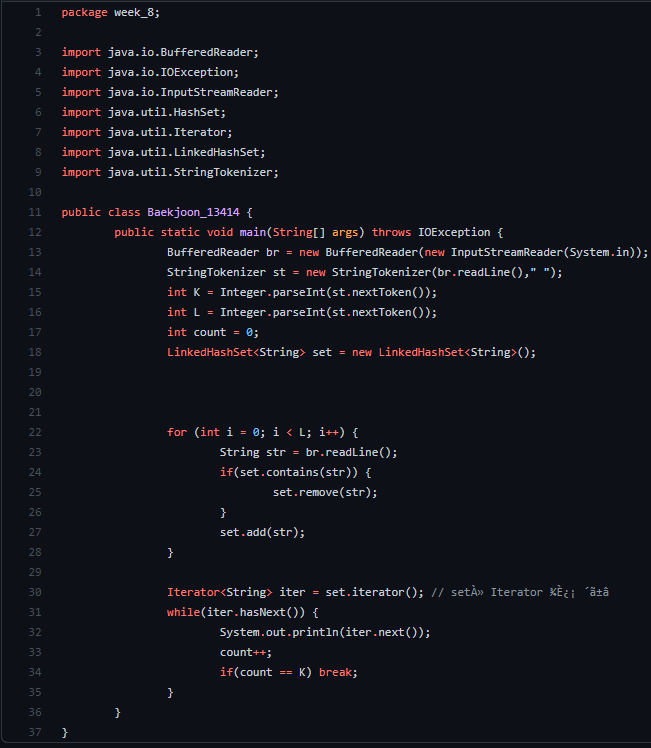 1 package week_8;
2
3 import java.io.BufferedReader;
4 import java.io.IOException;
5 import java.io.InputStreamReader;
6 import java.util.HashSet;
7 import java.util.Iterator;
8 import java.util.LinkedHashSet;
9 import java.util.StringTokenizer;
10
11 public class Baekjoon_13414 {
12 public static void main(String[] args) throws IOException {
13 BufferedReader br = new BufferedReader(new InputStreamReader(System.in));
14 StringTokenizer st = new StringTokenizer(br.readLine()," ");
15 int K = Integer.parseInt(st.nextToken());
16 int L = Integer.parseInt(st.nextToken());
17 int count = 0;
18 LinkedHashSet<String> set = new LinkedHashSet<String>();
19
20
21
22 for (int i = 0; i < L; i++) {
23 String str = br.readLine();
24 if(set.contains(str)) {
25 set.remove(str);
26 }
27 set.add(str);
28 }
29
30 Iterator<String> iter = set.iterator(); // setÀ» Iterator ¾È¿¡ ´ã±â
31 while(iter.hasNext()) {
32 System.out.println(iter.next());
33 count++;
34 if(count == K) break;
35 }
36 }
37 }